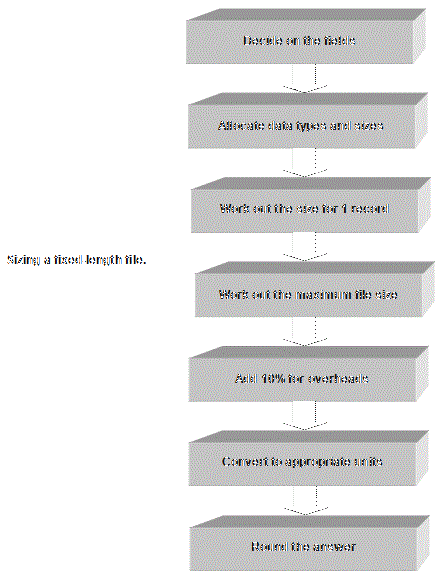 Decide on the fields
Allocate data types and sizes
Work out the size for 1 record
Sizing a fixed-length file.
Work out the maximum file size
Add 10% for overheads
Convert to appropriate units
Round the answer